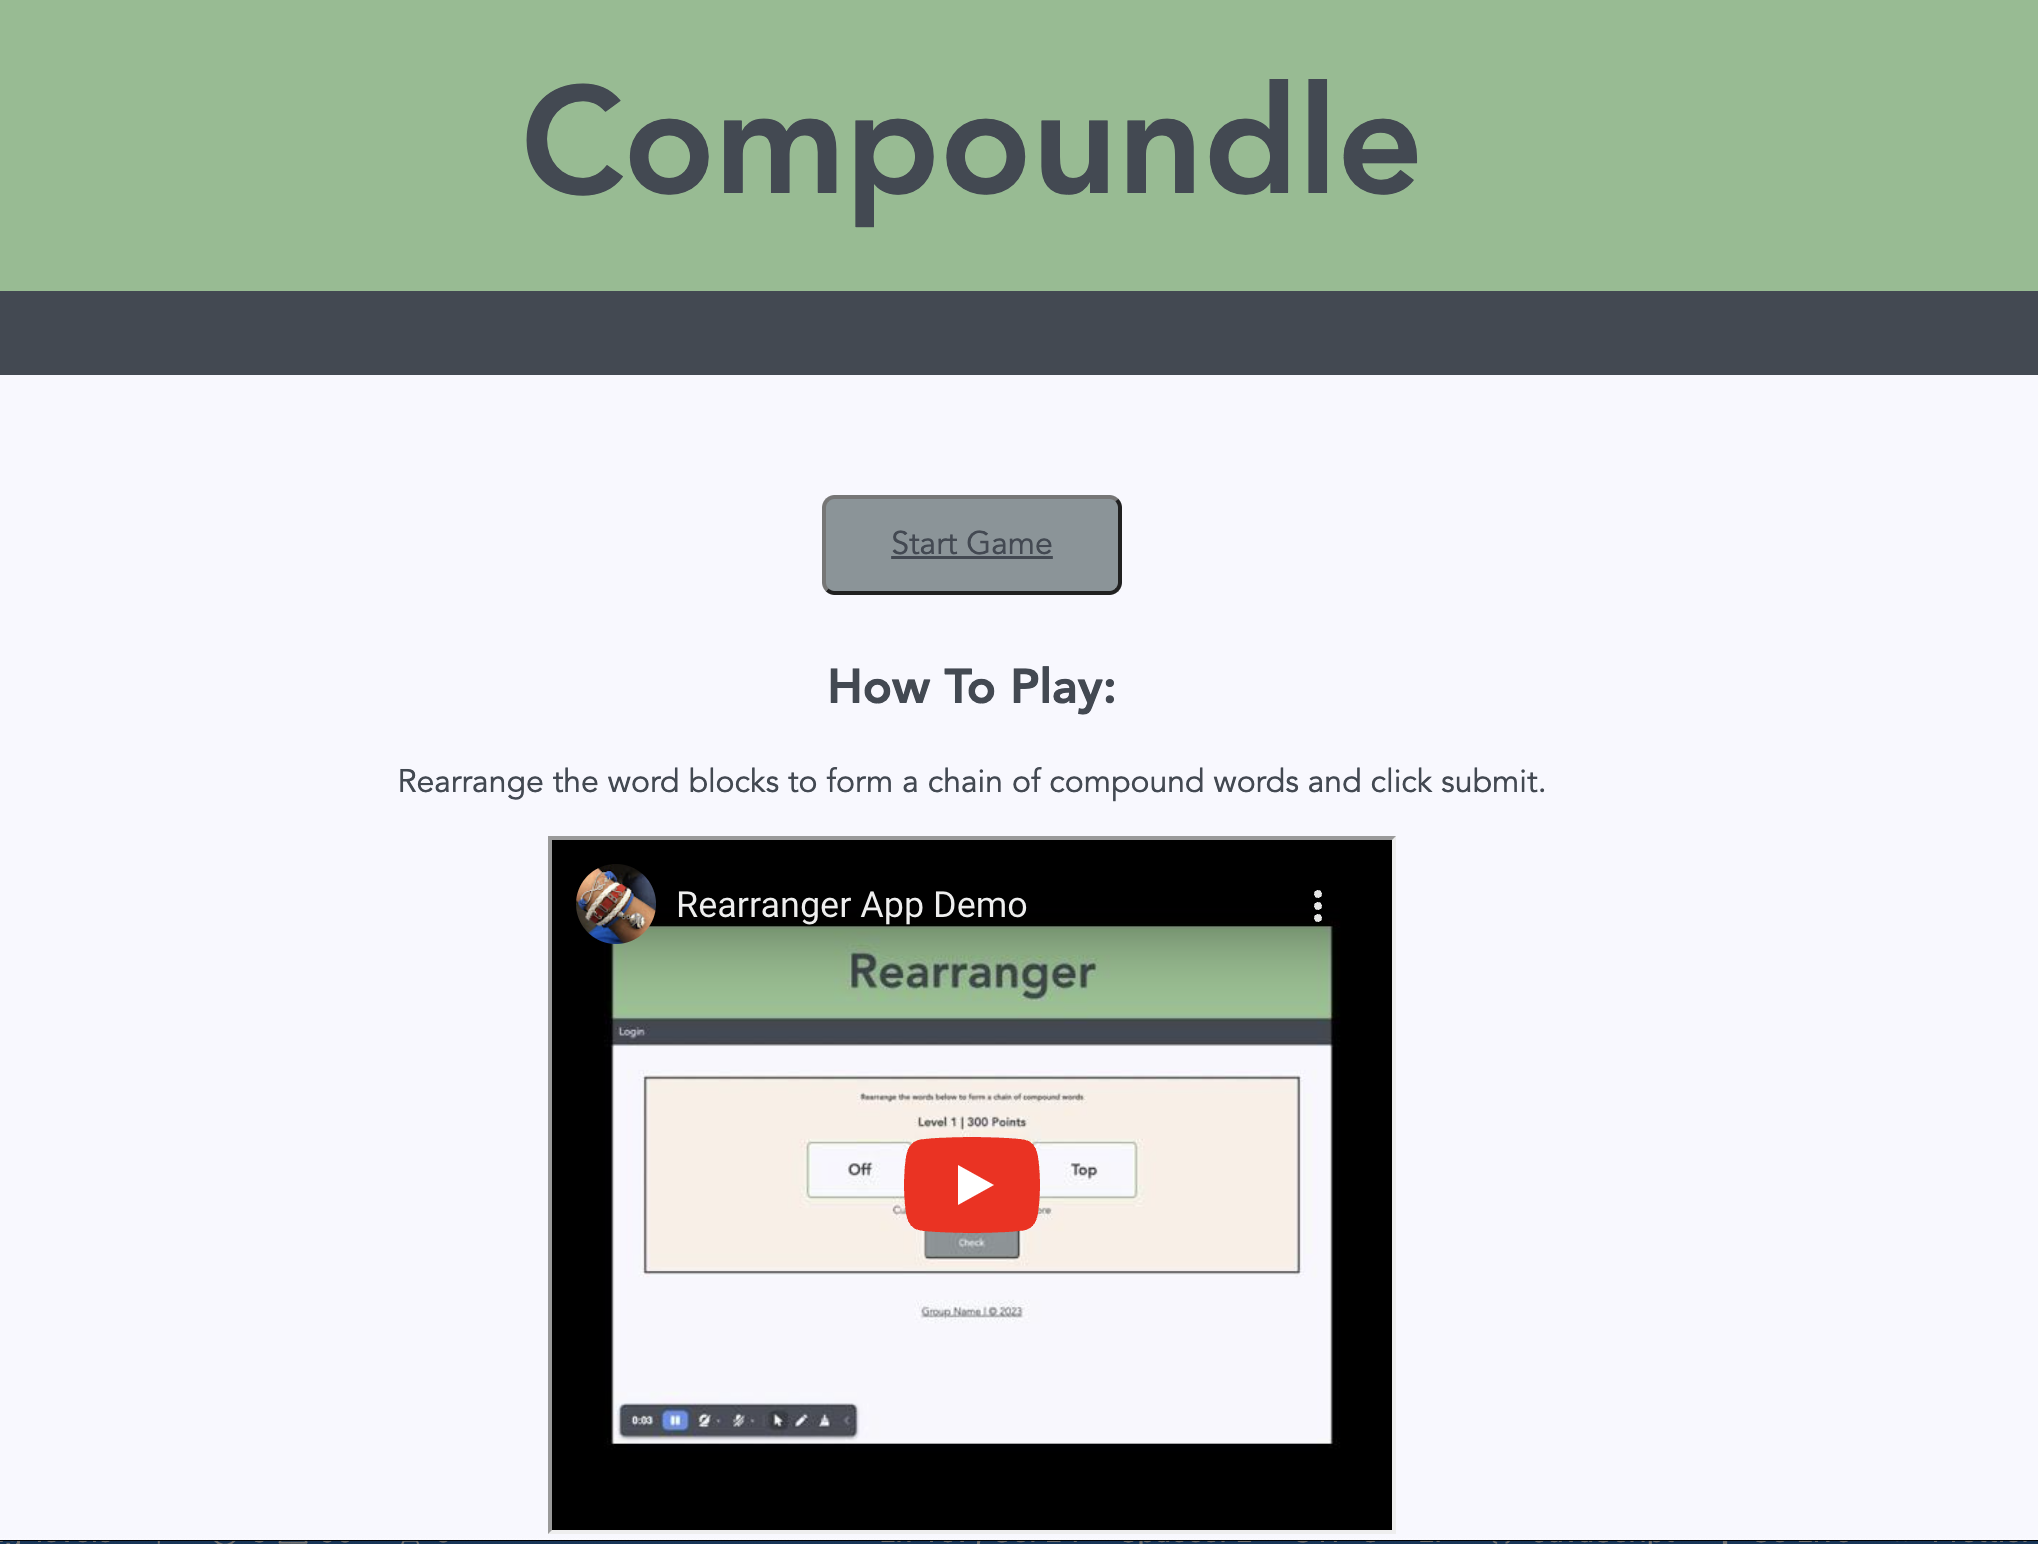 Compoundle
Start Game
How To Play:
Rearrange the word blocks to form a chain of compound words and click submit.
Rearranger App Demo
Rearranger
Login
Rearrange the words below to form a chain of compound words
Level 1 | 300 Points
Off Top
Check
Group Name | © 2023
0:03